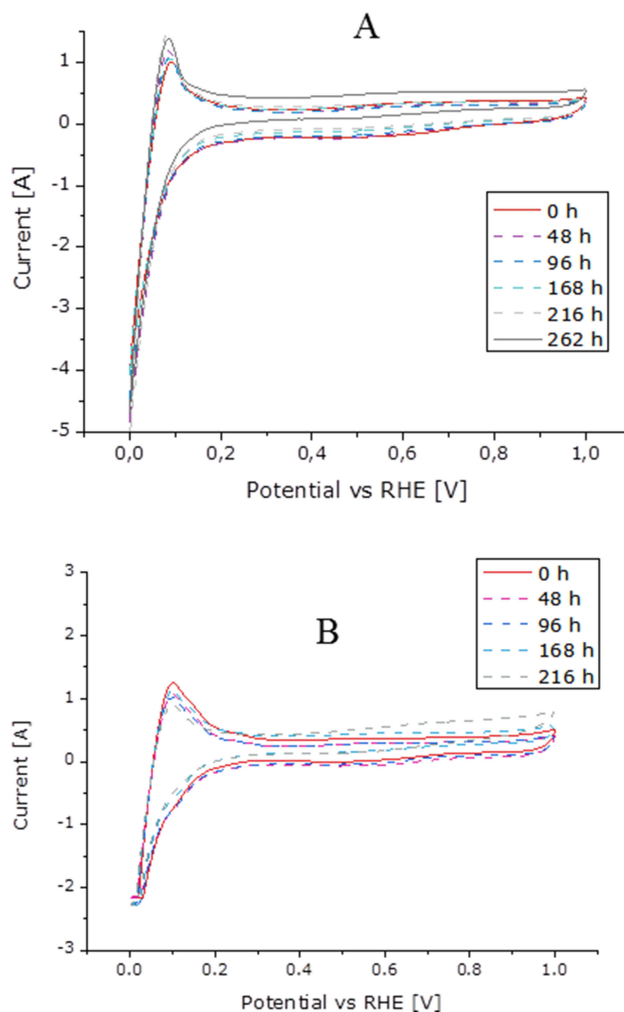 A
1
0
-1
-2
-3
-4
-5
Current [A]
0 h
48 h
96 h
168 h
216 h
262 h
0,0 0,2 0,4 0,6 0,8 1,0
Potential vs RHE [V]
B
3
2
1
0
-1
-2
-3
Current [A]
0 h
48 h
96 h
168 h
216 h
0.0 0.2 0.4 0.6 0.8 1.0
Potential vs RHE [V]